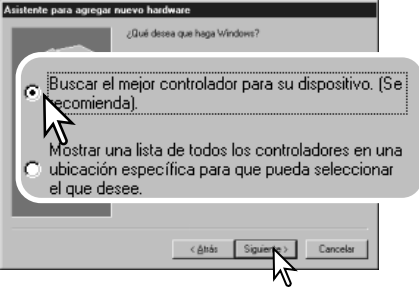 Asistente para agregar nuevo hardware
¿Qué desea que haga Windows?
Buscar el mejor controlador para su dispositivo. (Se
recomienda).
Mostrar una lista de todos los controladores en una
ubicación específica para que pueda seleccionar
el que desee.
< Atrás Siguiente > Cancelar